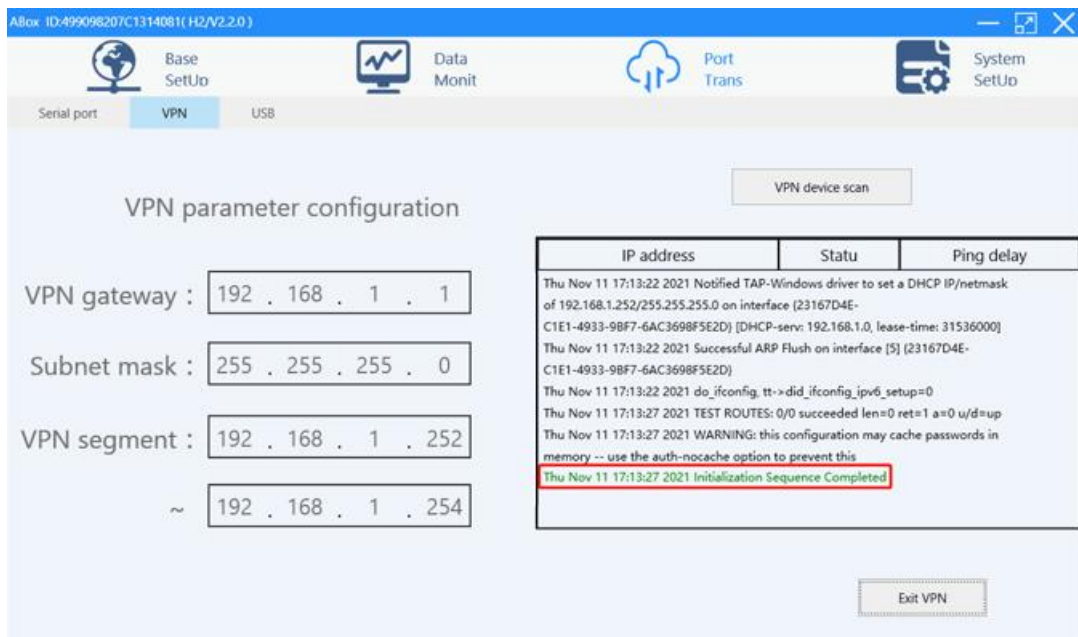 ABox ID:499098207C1314081( H2/V2.2.0 )
Base
SetUp
Data
Monit
Port
Trans
System
SetUp
Serial port
VPN
USB
VPN parameter configuration
VPN gateway : 192 . 168 . 1 . 1
Subnet mask : 255 . 255 . 255 . 0
VPN segment : 192 . 168 . 1 . 252
~ 192 . 168 . 1 . 254
VPN device scan
IP address Statu Ping delay
Thu Nov 11 17:13:22 2021 Notified TAP-Windows driver to set a DHCP IP/netmask
of 192.168.1.252/255.255.255.0 on interface {23167D4E-
C1E1-4933-9BF7-6AC3698F5E2D} [DHCP-serv: 192.168.1.0, lease-time: 31536000]
Thu Nov 11 17:13:22 2021 Successful ARP Flush on interface [5] {23167D4E-
C1E1-4933-9BF7-6AC3698F5E2D}
Thu Nov 11 17:13:22 2021 do_ifconfig, tt->did_ifconfig_ipv6_setup=0
Thu Nov 11 17:13:27 2021 TEST ROUTES: 0/0 succeeded len=0 ret=1 a=0 u/d=up
Thu Nov 11 17:13:27 2021 WARNING: this configuration may cache passwords in
memory -- use the auth-nocache option to prevent this
Thu Nov 11 17:13:27 2021 Initialization Sequence Completed
Exit VPN